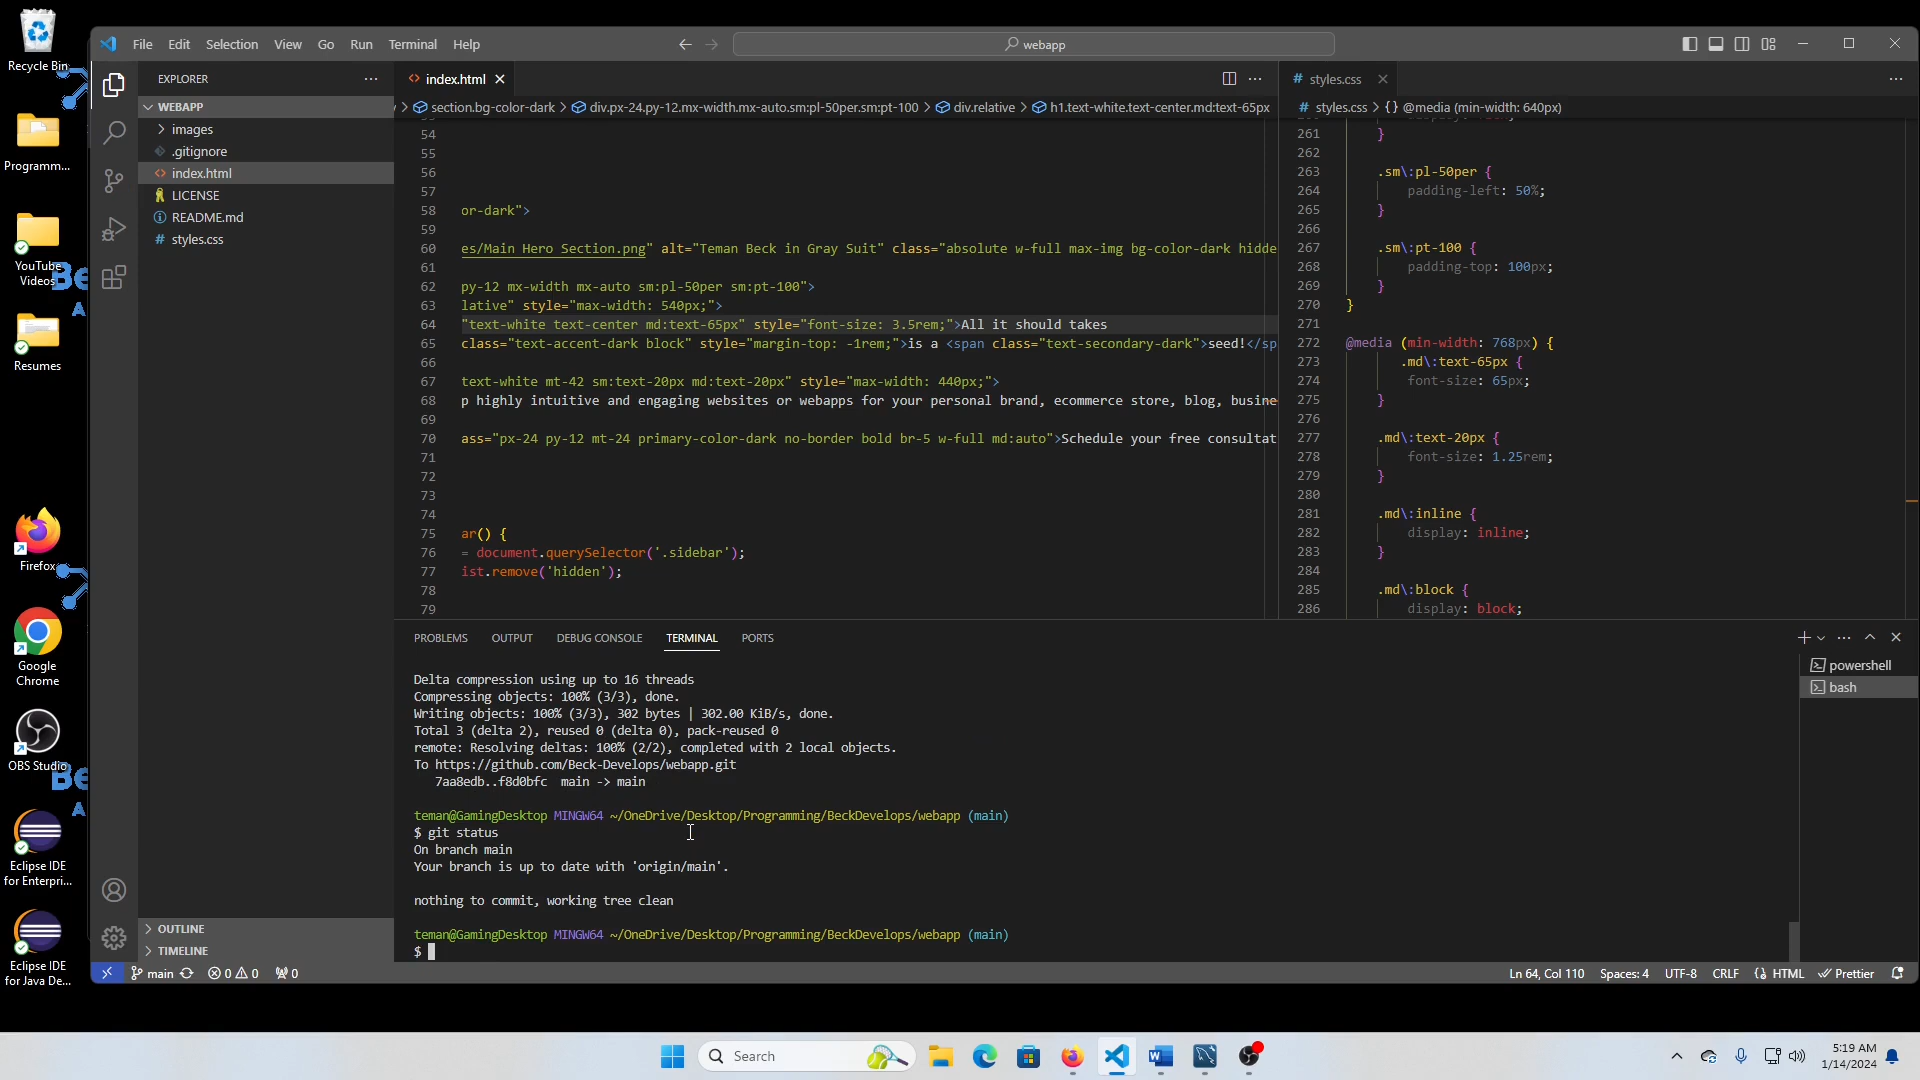 Recycle Bin
Programm...
YouTube
Videos
Resumes
Firefox
Google
Chrome
OBS Studio
Eclipse IDE
for Enterpri...
Eclipse IDE
for Java De...
File Edit Selection View Go Run Terminal Help
webapp
EXPLORER
WEBAPP
images
.gitignore
index.html
LICENSE
README.md
styles.css
OUTLINE
TIMELINE
index.html
section.bg-color-dark > div.px-24.py-12.mx-width.mx-auto.sm:pl-50per.sm:pt-100 > div.relative > h1.text-white.text-center.md:text-65px
54
55
56
57
58 or-dark">
59
60 es/Main Hero Section.png" alt="Teman Beck in Gray Suit" class="absolute w-full max-img bg-color-dark hidde
61
62 py-12 mx-width mx-auto sm:pl-50per sm:pt-100">
63 lative" style="max-width: 540px;">
64 "text-white text-center md:text-65px" style="font-size: 3.5rem;">All it should takes
65 class="text-accent-dark block" style="margin-top: -1rem;">is a <span class="text-secondary-dark">seed!</sp
66
67 text-white mt-42 sm:text-20px md:text-20px" style="max-width: 440px;">
68 p highly intuitive and engaging websites or webapps for your personal brand, ecommerce store, blog, busine
69
70 ass="px-24 py-12 mt-24 primary-color-dark no-border bold br-5 w-full md:auto">Schedule your free consultat
71
72
73
74
75 ar() {
76 = document.querySelector('.sidebar');
77 ist.remove('hidden');
78
79
styles.css
styles.css > {} @media (min-width: 640px)
261 }
262
263 .sm\:pl-50per {
264 padding-left: 50%;
265 }
266
267 .sm\:pt-100 {
268 padding-top: 100px;
269 }
270 }
271
272 @media (min-width: 768px) {
273 .md\:text-65px {
274 font-size: 65px;
275 }
276
277 .md\:text-20px {
278 font-size: 1.25rem;
279 }
280
281 .md\:inline {
282 display: inline;
283 }
284
285 .md\:block {
286 display: block;
PROBLEMS OUTPUT DEBUG CONSOLE TERMINAL PORTS
powershell
bash
Delta compression using up to 16 threads
Compressing objects: 100% (3/3), done.
Writing objects: 100% (3/3), 302 bytes | 302.00 KiB/s, done.
Total 3 (delta 2), reused 0 (delta 0), pack-reused 0
remote: Resolving deltas: 100% (2/2), completed with 2 local objects.
To https://github.com/Beck-Develops/webapp.git
7aa8edb..f8d0bfc main -> main
teman@GamingDesktop MINGW64 ~/OneDrive/Desktop/Programming/BeckDevelops/webapp (main)
$ git status
On branch main
Your branch is up to date with 'origin/main'.
nothing to commit, working tree clean
teman@GamingDesktop MINGW64 ~/OneDrive/Desktop/Programming/BeckDevelops/webapp (main)
$
main 0 0 0
Ln 64, Col 110 Spaces: 4 UTF-8 CRLF {} HTML Prettier
Search
5:19 AM
1/14/2024